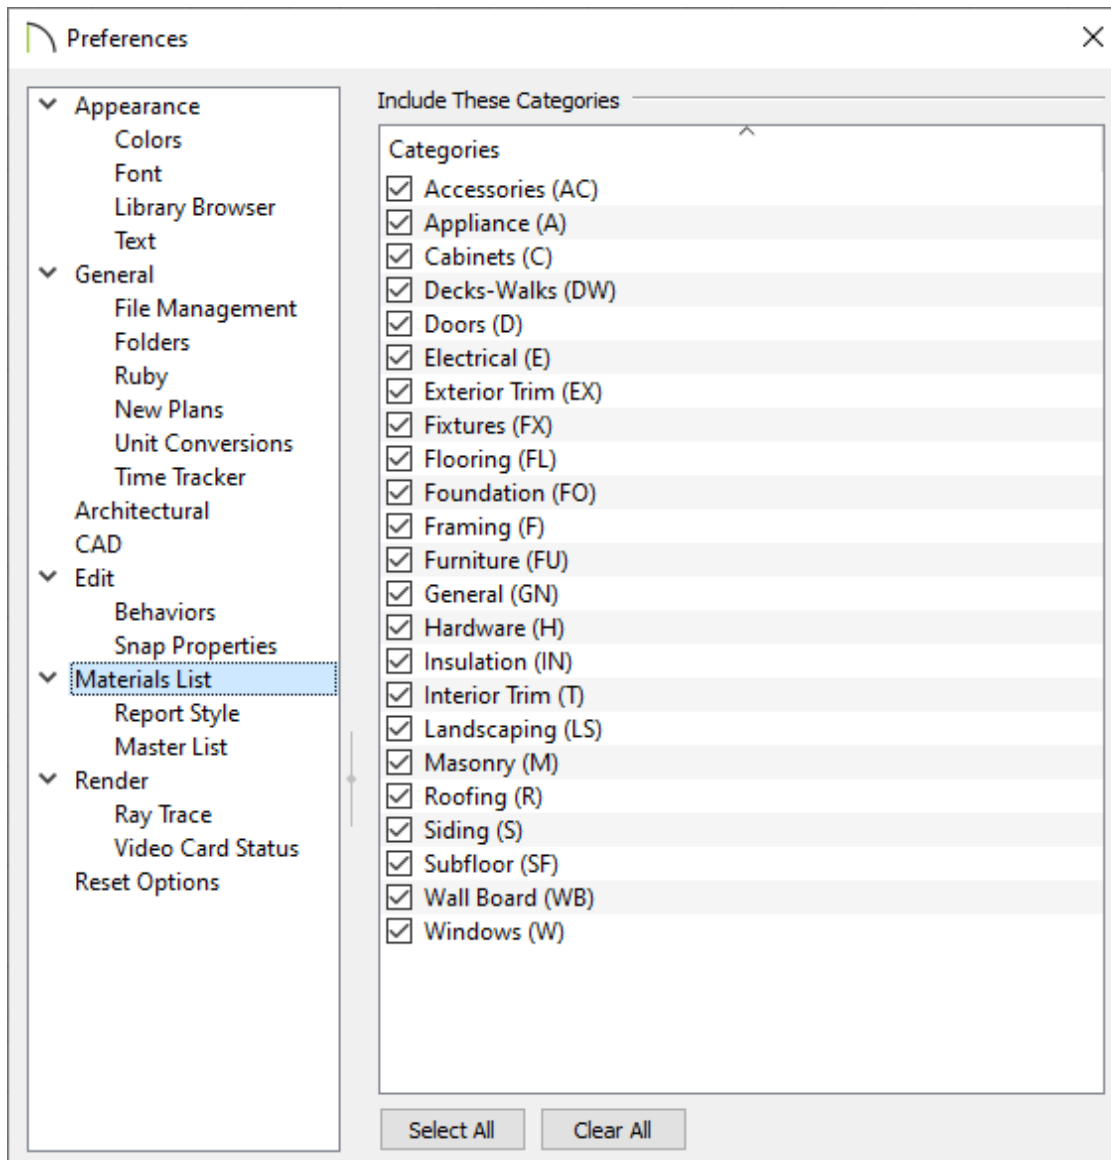 Preferences
Appearance
Colors
Font
Library Browser
Text
General
File Management
Folders
Ruby
New Plans
Unit Conversions
Time Tracker
Architectural
CAD
Edit
Behaviors
Snap Properties
Materials List
Report Style
Master List
Render
Ray Trace
Video Card Status
Reset Options
Include These Categories
Categories
Accessories (AC)
Appliance (A)
Cabinets (C)
Decks-Walks (DW)
Doors (D)
Electrical (E)
Exterior Trim (EX)
Fixtures (FX)
Flooring (FL)
Foundation (FO)
Framing (F)
Furniture (FU)
General (GN)
Hardware (H)
Insulation (IN)
Interior Trim (T)
Landscaping (LS)
Masonry (M)
Roofing (R)
Siding (S)
Subfloor (SF)
Wall Board (WB)
Windows (W)
Select All
Clear All